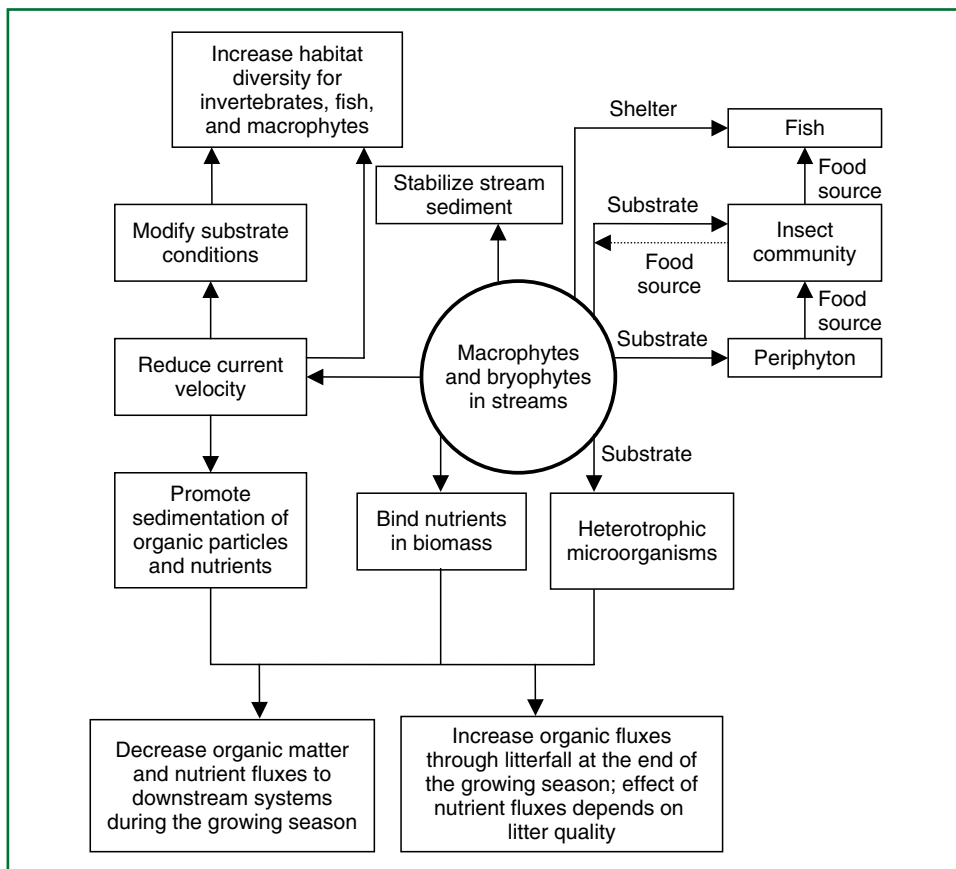 Increase habitat
diversity for
invertebrates, fish,
and macrophytes
Shelter
Fish
Food
source
Stabilize stream
sediment
Substrate
Insect
community
Food
source
Modify substrate
conditions
Food
source
Substrate
Periphyton
Macrophytes
and bryophytes
in streams
Reduce current
velocity
Substrate
Promote
sedimentation of
organic particles
and nutrients
Bind nutrients
in biomass
Heterotrophic
microorganisms
Decrease organic matter
and nutrient fluxes to
downstream systems
during the growing season
Increase organic fluxes
through litterfall at the end of
the growing season; effect of
nutrient fluxes depends on
litter quality